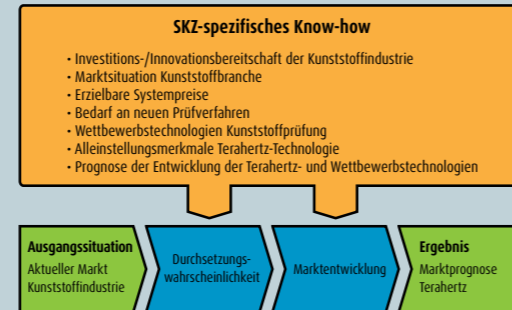 SKZ-spezifisches Know-how
• Investitions-/Innovationsbereitschaft der Kunststoffindustrie
• Marktsituation Kunststoffbranche
• Erzielbare Systempreise
• Bedarf an neuen Prüfverfahren
• Wettbewerbstechnologien Kunststoffprüfung
• Alleinstellungsmerkmale Terahertz-Technologie
• Prognose der Entwicklung der Terahertz- und Wettbewerbstechnologien
Ausgangssituation
Aktueller Markt
Kunststoffindustrie
Durchsetzungs-
wahrscheinlichkeit
Marktentwicklung
Ergebnis
Marktprognose
Terahertz